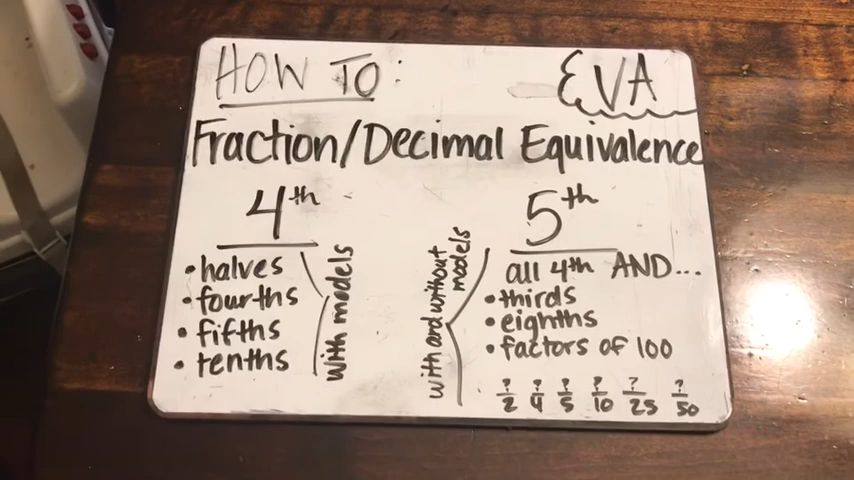 HOW TO:
EVA
Fraction/Decimal Equivalence
4th
• halves
• fourths
• fifths
• tenths
with models
5th
all 4th AND...
• thirds
• eighths
• factors of 100
?/2 ?/4 ?/5 ?/10 ?/25 ?/50
with and without
models